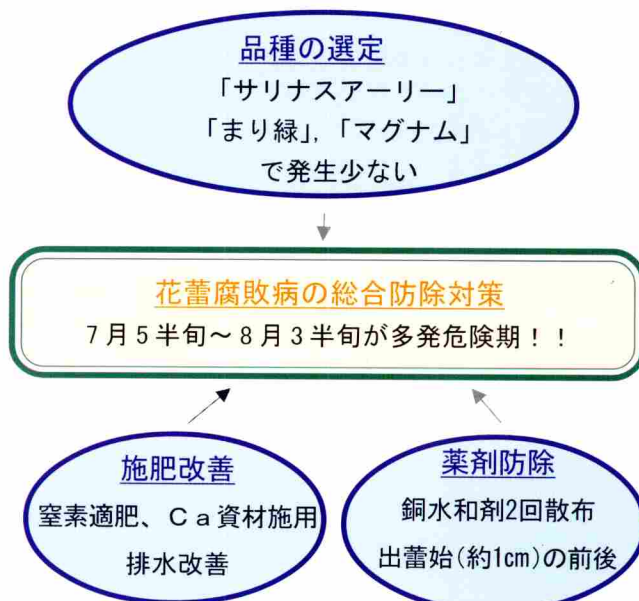 品種の選定
「サリナスアーリー」
「まり緑」,「マグナム」
で発生少ない
花蕾腐敗病の総合防除対策
7月5半旬～8月3半旬が多発危険期！！
施肥改善
窒素適肥、Ｃａ資材施用
排水改善
薬剤防除
銅水和剤2回散布
出蕾始(約1cm)の前後